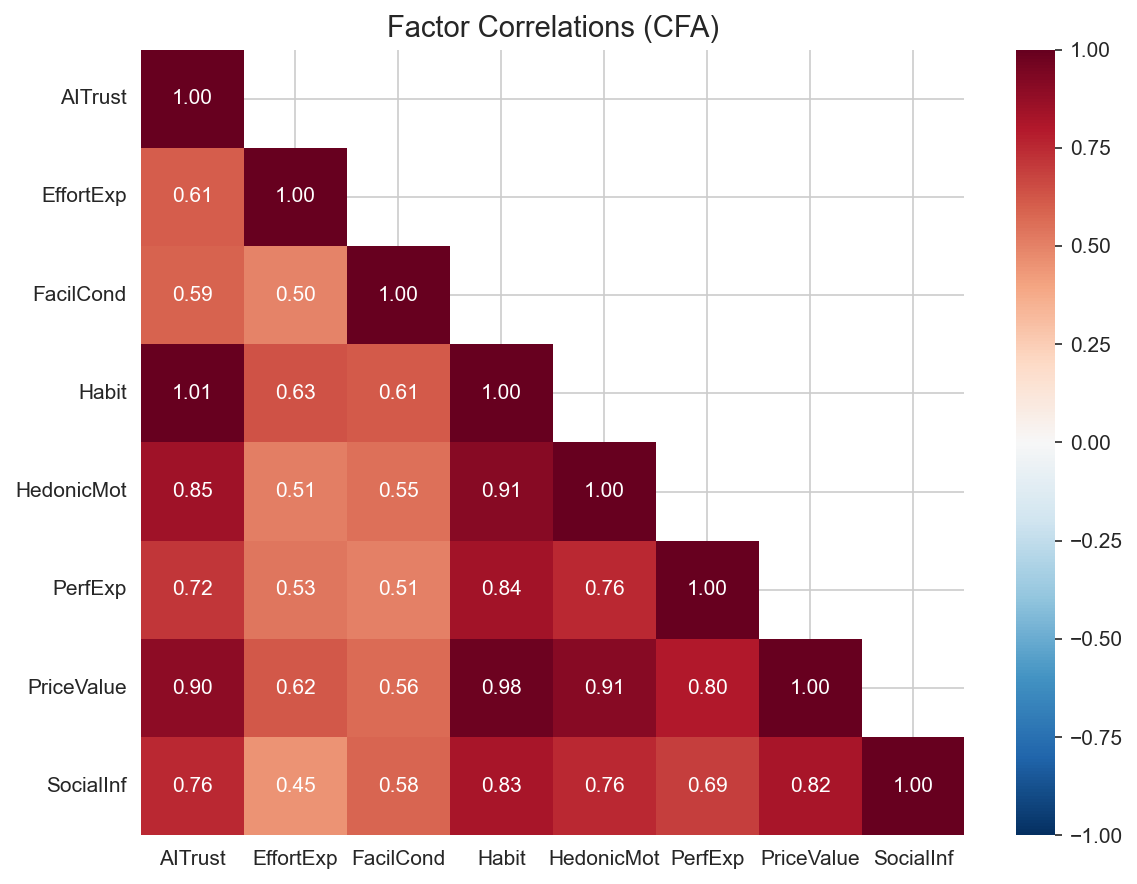 Factor Correlations (CFA)
AITrust 1.00
EffortExp 0.61 1.00
FacilCond 0.59 0.50 1.00
Habit 1.01 0.63 0.61 1.00
HedonicMot 0.85 0.51 0.55 0.91 1.00
PerfExp 0.72 0.53 0.51 0.84 0.76 1.00
PriceValue 0.90 0.62 0.56 0.98 0.91 0.80 1.00
SocialInf 0.76 0.45 0.58 0.83 0.76 0.69 0.82 1.00
AITrust EffortExp FacilCond Habit HedonicMot PerfExp PriceValue SocialInf
1.00
0.75
0.50
0.25
0.00
−0.25
−0.50
−0.75
−1.00